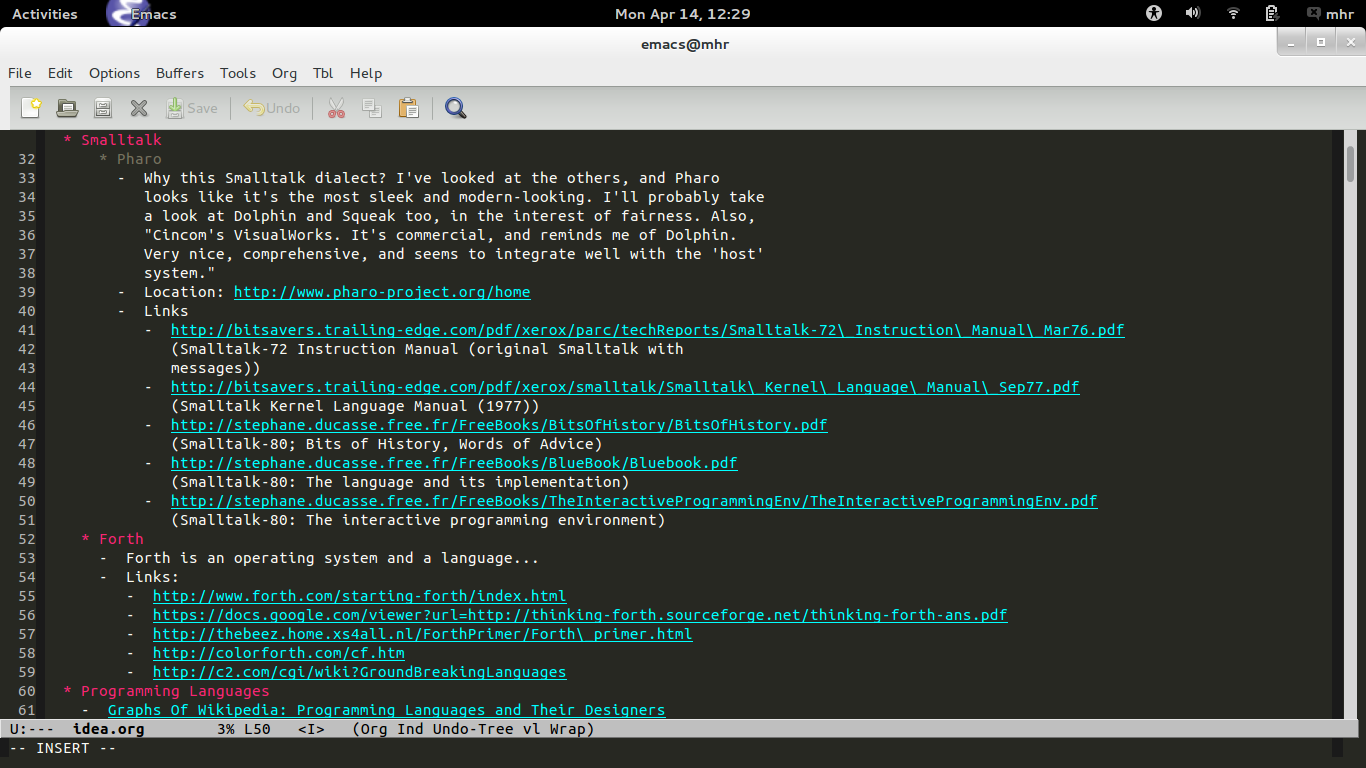 Activities Emacs Mon Apr 14, 12:29 mhr
emacs@mhr
File Edit Options Buffers Tools Org Tbl Help
Save Undo
* Smalltalk
32 * Pharo
33 - Why this Smalltalk dialect? I've looked at the others, and Pharo
34 looks like it's the most sleek and modern-looking. I'll probably take
35 a look at Dolphin and Squeak too, in the interest of fairness. Also,
36 "Cincom's VisualWorks. It's commercial, and reminds me of Dolphin.
37 Very nice, comprehensive, and seems to integrate well with the 'host'
38 system."
39 - Location: http://www.pharo-project.org/home
40 - Links
41 - http://bitsavers.trailing-edge.com/pdf/xerox/parc/techReports/Smalltalk-72\_Instruction\_Manual\_Mar76.pdf
42 (Smalltalk-72 Instruction Manual (original Smalltalk with
43 messages))
44 - http://bitsavers.trailing-edge.com/pdf/xerox/smalltalk/Smalltalk\_Kernel\_Language\_Manual\_Sep77.pdf
45 (Smalltalk Kernel Language Manual (1977))
46 - http://stephane.ducasse.free.fr/FreeBooks/BitsOfHistory/BitsOfHistory.pdf
47 (Smalltalk-80; Bits of History, Words of Advice)
48 - http://stephane.ducasse.free.fr/FreeBooks/BlueBook/Bluebook.pdf
49 (Smalltalk-80: The language and its implementation)
50 - http://stephane.ducasse.free.fr/FreeBooks/TheInteractiveProgrammingEnv/TheInteractiveProgrammingEnv.pdf
51 (Smalltalk-80: The interactive programming environment)
52 * Forth
53 - Forth is an operating system and a language...
54 - Links:
55 - http://www.forth.com/starting-forth/index.html
56 - https://docs.google.com/viewer?url=http://thinking-forth.sourceforge.net/thinking-forth-ans.pdf
57 - http://thebeez.home.xs4all.nl/ForthPrimer/Forth\_primer.html
58 - http://colorforth.com/cf.htm
59 - http://c2.com/cgi/wiki?GroundBreakingLanguages
60 * Programming Languages
61 - Graphs Of Wikipedia: Programming Languages and Their Designers
U:--- idea.org 3% L50 <I> (Org Ind Undo-Tree vl Wrap)
-- INSERT --